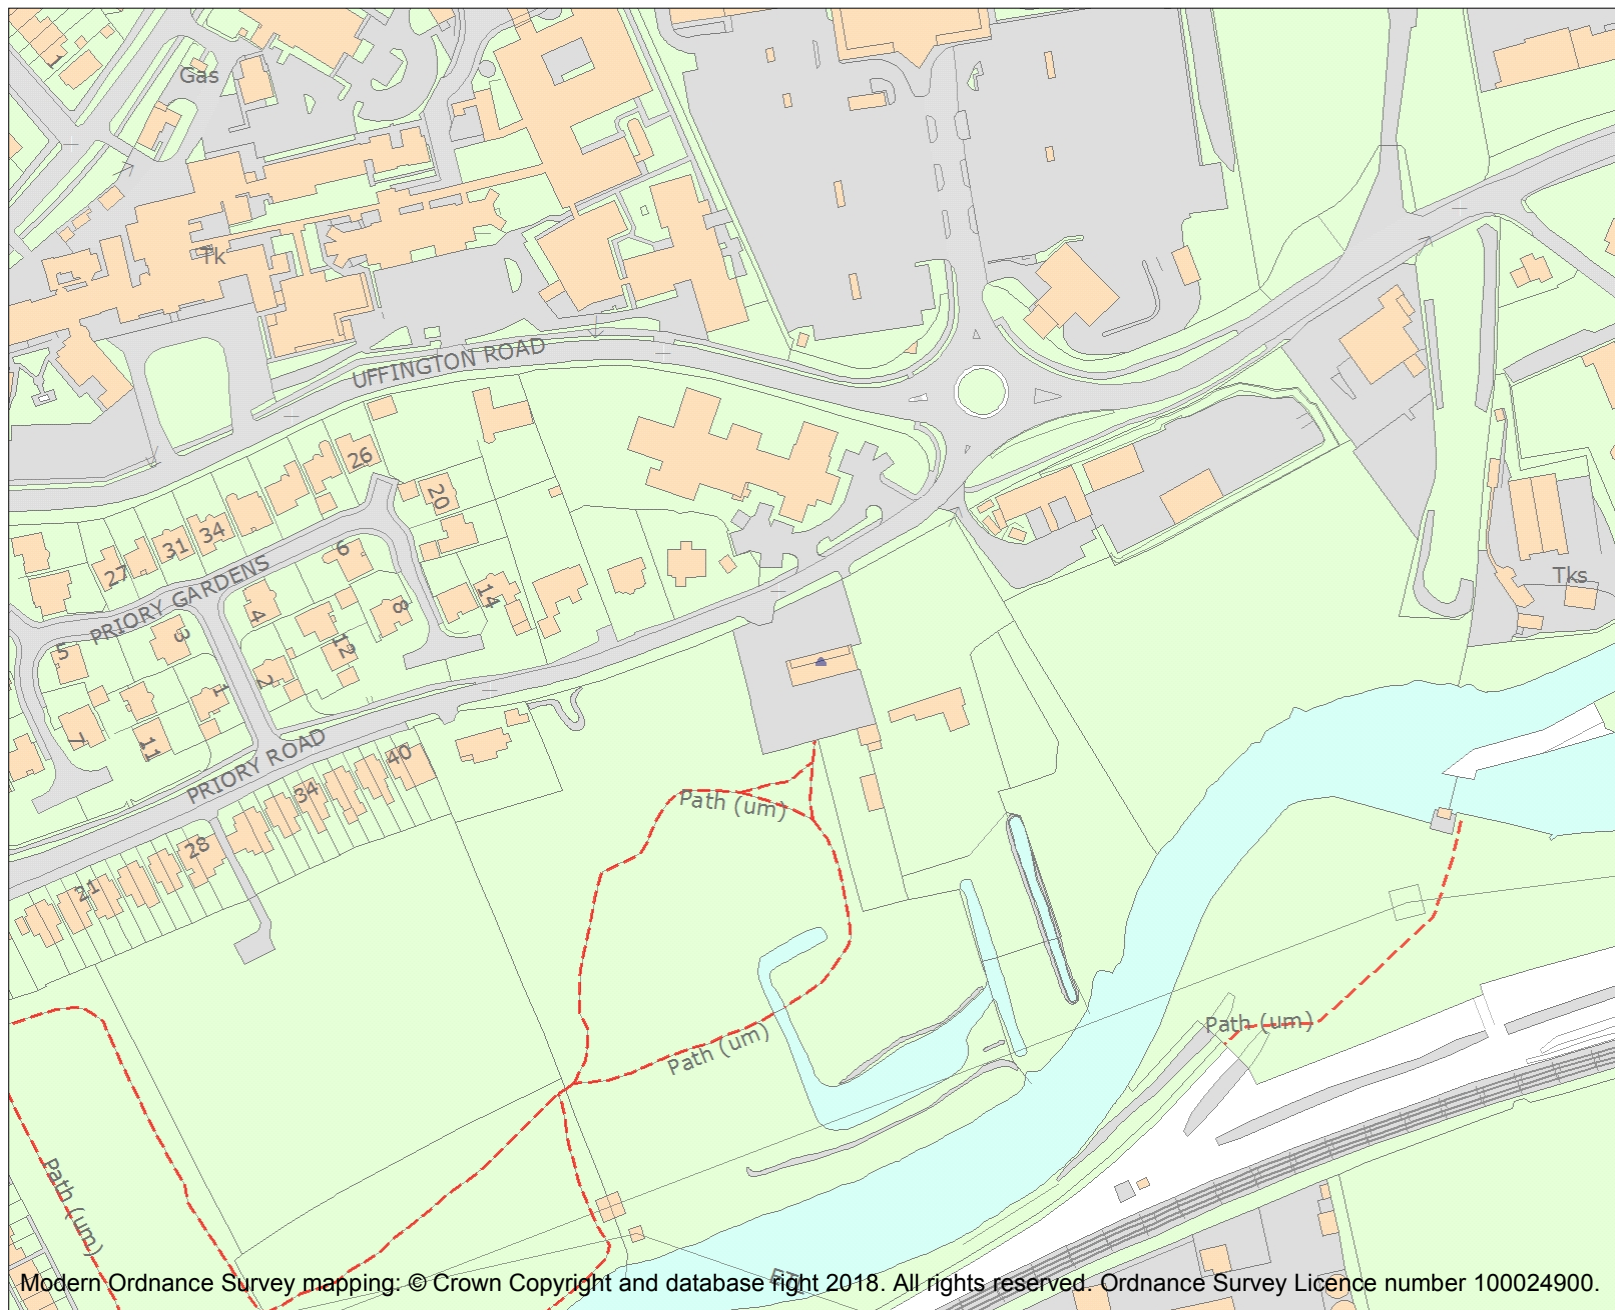 1
Gas
Tk
UFFINGTON ROAD
26
20
34
31
27
6
PRIORY GARDENS
14
8
4
3
12
5
2
1
7
11
Tks
PRIORY ROAD
40
34
28
21
Path (um)
Path (um)
Path (um)
Path (um)
Modern Ordnance Survey mapping: © Crown Copyright and database right 2018. All rights reserved. Ordnance Survey Licence number 100024900.